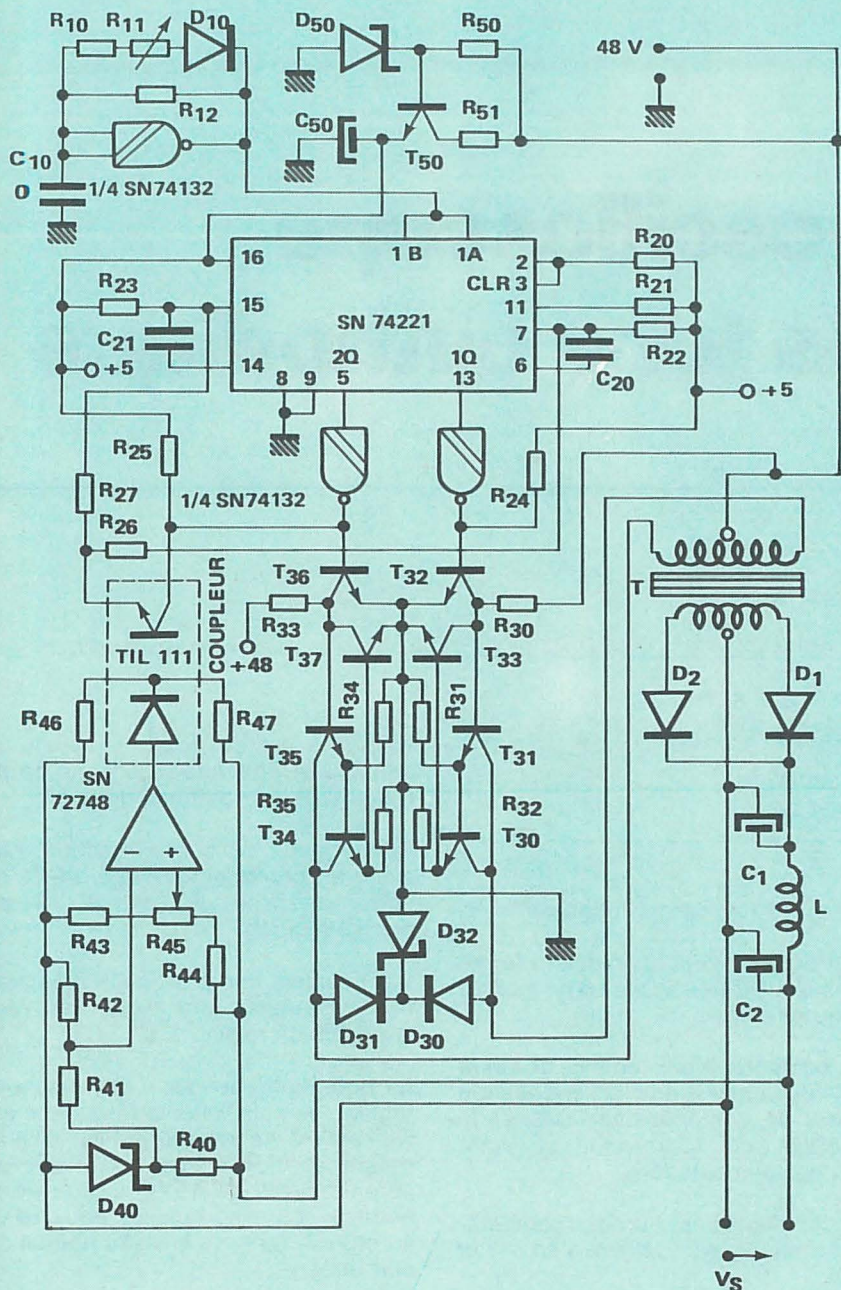 R10 R11 D10 D50 R50
48 V
R12
R51
C50
C10
T50
0 1/4 SN74132
1 B 1A
16 2 R20
CLR 3
R23 R21
15 11
SN 74221 7
C21 R22
14 2Q 1Q 6
+5 8 9 5 13 C20
+5
R25
R27 1/4 SN74132 R24
R26
T36 T32
COUPLEUR
R33 R30
T
+48
TIL 111 T37 T33
R34 R31 D2 D1
R46 R47
T35 T31
SN
72748 R35 R32
T34 T30
− +
C1
L
R43 R45 D32
R44
R42 C2
D31 D30
R41
R40
D40
VS